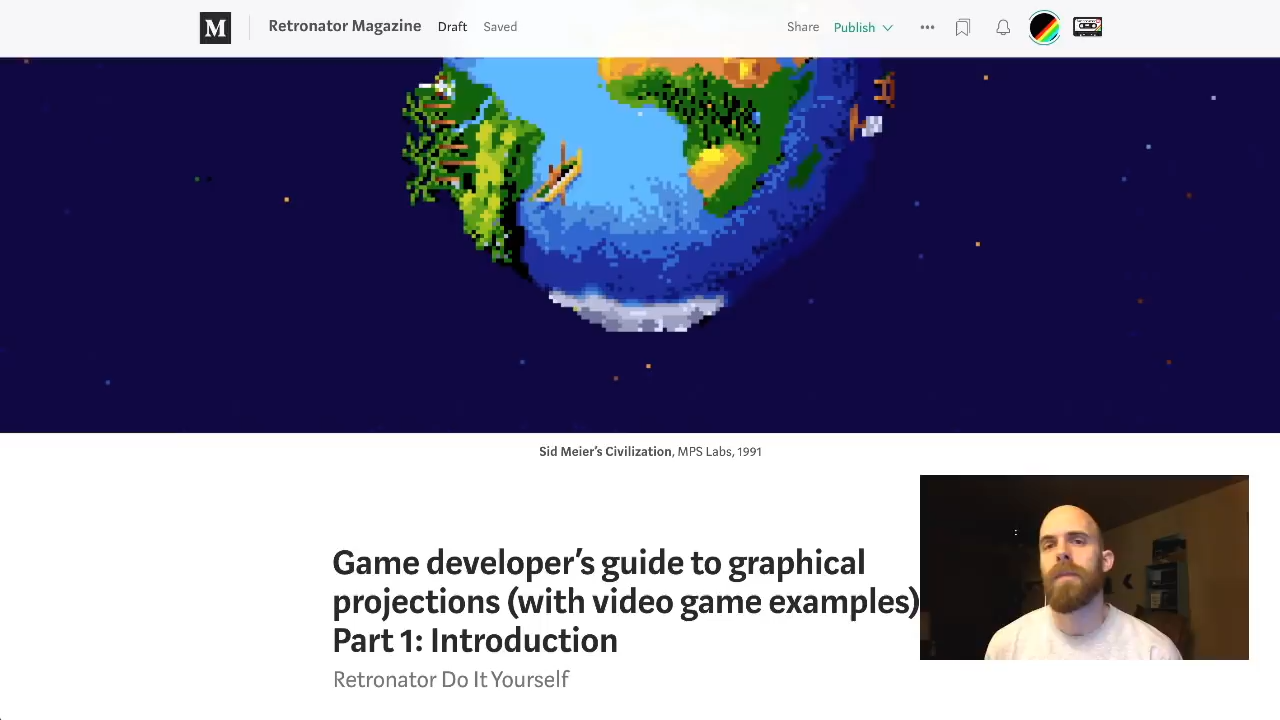 M Retronator Magazine Draft Saved Share Publish
Sid Meier's Civilization, MPS Labs, 1991
Game developer's guide to graphical
projections (with video game examples)
Part 1: Introduction
Retronator Do It Yourself